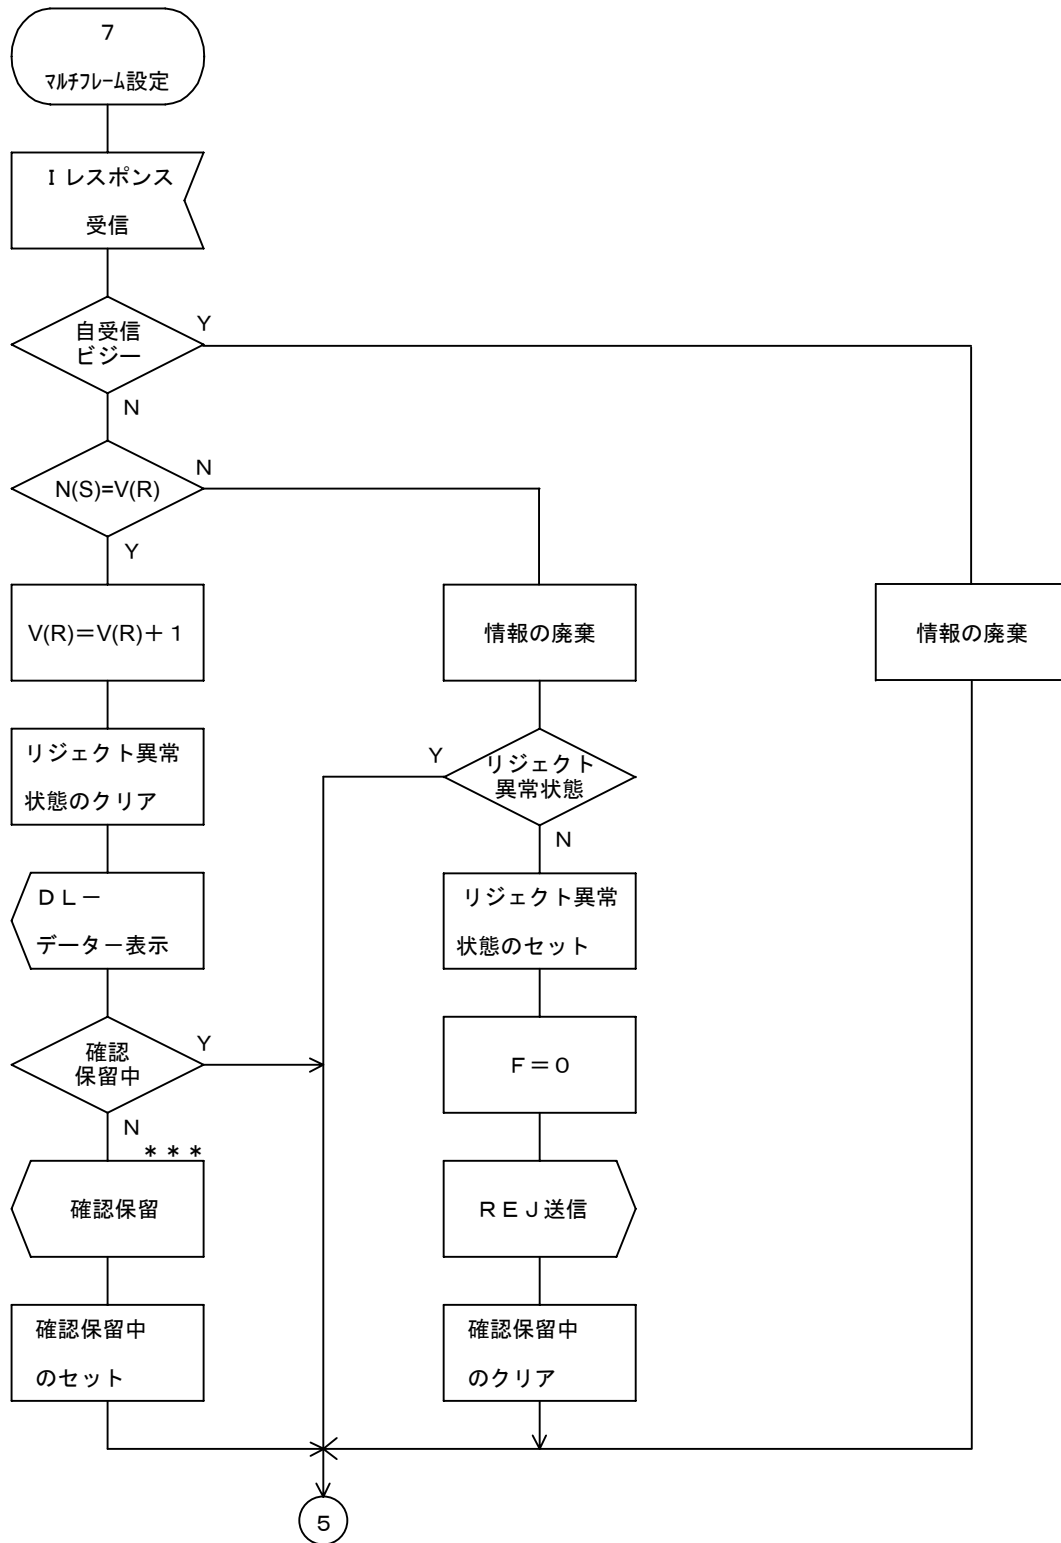 7
マルチフレーム設定
I レスポンス
受信
自受信
ビジー
Y
N
N(S)=V(R)
N
Y
V(R)＝V(R)＋１
情報の廃棄
情報の廃棄
リジェクト異常
状態のクリア
Y
リジェクト
異常状態
N
ＤＬ－
データー表示
リジェクト異常
状態のセット
確認
保留中
Y
N
Ｆ＝０
＊＊＊
確認保留
ＲＥＪ送信
確認保留中
のセット
確認保留中
のクリア
5